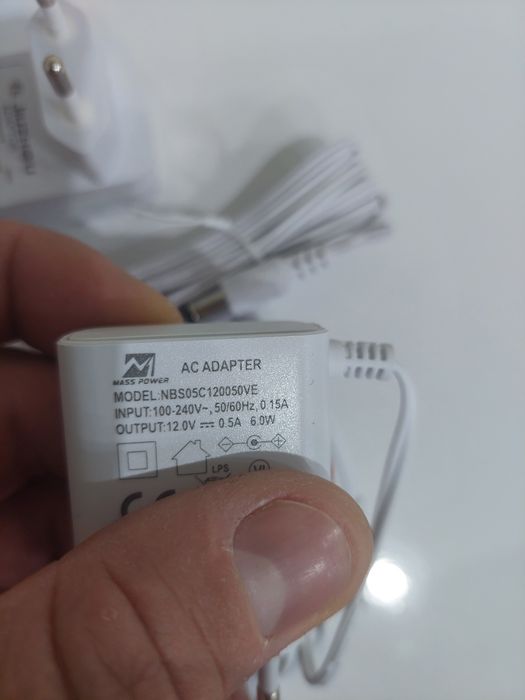 MASS POWER
AC ADAPTER
MODEL:NBS05C120050VE
INPUT:100-240V~, 50/60Hz, 0.15A
OUTPUT:12.0V ⎓ 0.5A 6.0W
LPS
VI